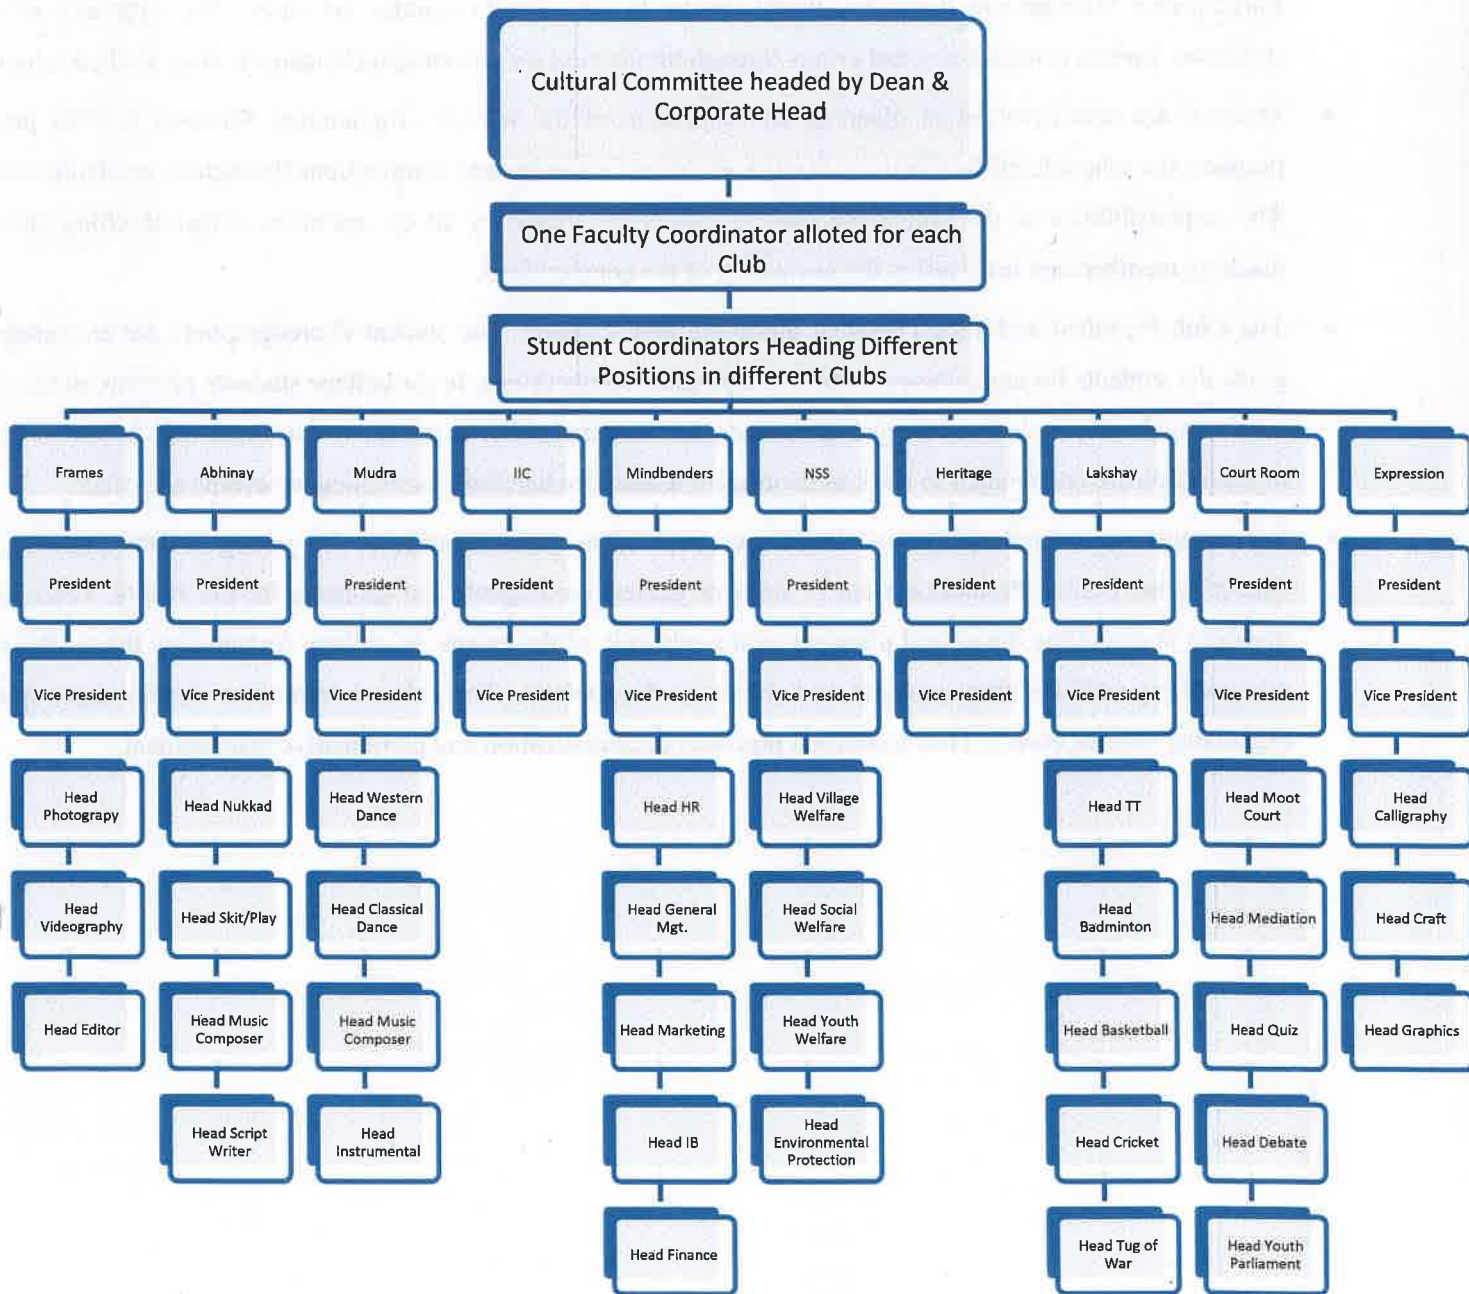 Cultural Committee headed by Dean &
Corporate Head
One Faculty Coordinator alloted for each
Club
Student Coordinators Heading Different
Positions in different Clubs
Frames
Abhinay
Mudra
IIC
Mindbenders
NSS
Heritage
Lakshay
Court Room
Expression
President
President
President
President
President
President
President
President
President
President
Vice President
Vice President
Vice President
Vice President
Vice President
Vice President
Vice President
Vice President
Vice President
Vice President
Head
Photograpy
Head Nukkad
Head Western
Dance
Head HR
Head Village
Welfare
Head TT
Head Moot
Court
Head
Calligraphy
Head
Videography
Head Skit/Play
Head Classical
Dance
Head General
Mgt.
Head Social
Welfare
Head
Badminton
Head Mediation
Head Craft
Head Editor
Head Music
Composer
Head Music
Composer
Head Marketing
Head Youth
Welfare
Head Basketball
Head Quiz
Head Graphics
Head Script
Writer
Head
Instrumental
Head IB
Head
Environmental
Protection
Head Cricket
Head Debate
Head Finance
Head Tug of
War
Head Youth
Parliament